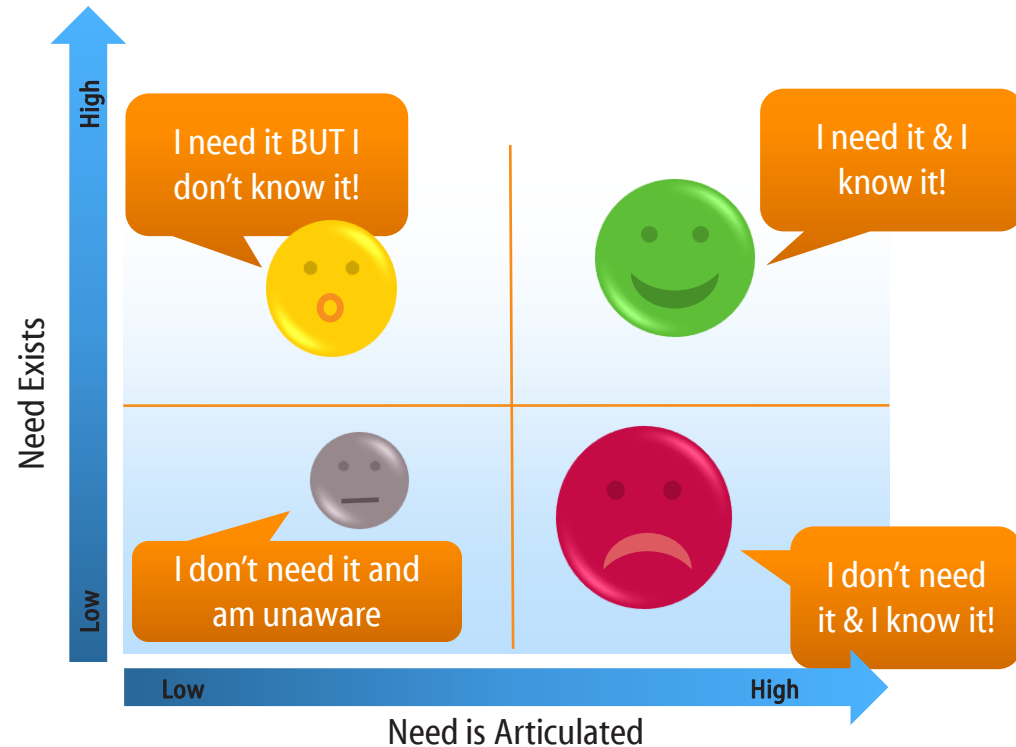 High
I need it BUT I
don’t know it!
I need it & I
know it!
Need Exists
I don’t need it and
am unaware
I don’t need
it & I know it!
Low
Low
High
Need is Articulated